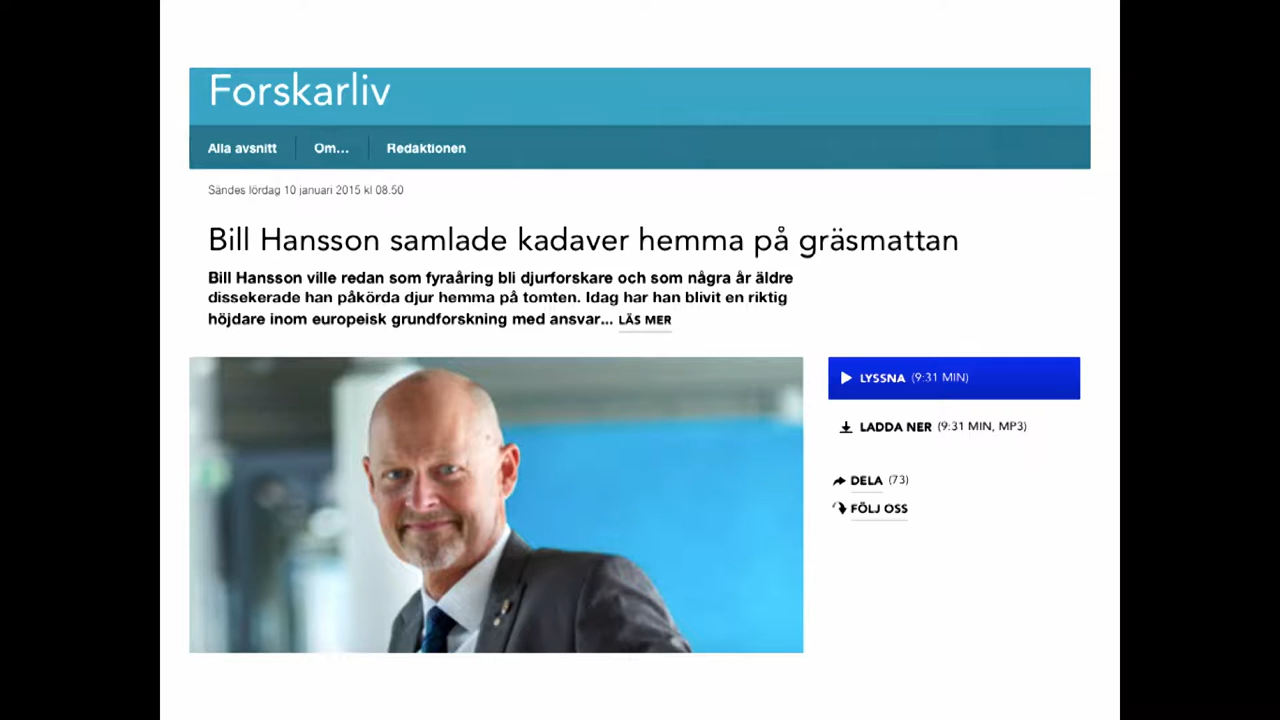 Forskarliv
Alla avsnitt Om... Redaktionen
Sändes lördag 10 januari 2015 kl 08.50
Bill Hansson samlade kadaver hemma på gräsmattan
Bill Hansson ville redan som fyraåring bli djurforskare och som några år äldre
dissekerade han påkörda djur hemma på tomten. Idag har han blivit en riktig
höjdare inom europeisk grundforskning med ansvar... LÄS MER
LYSSNA (9:31 MIN)
LADDA NER (9:31 MIN, MP3)
DELA (73)
FÖLJ OSS